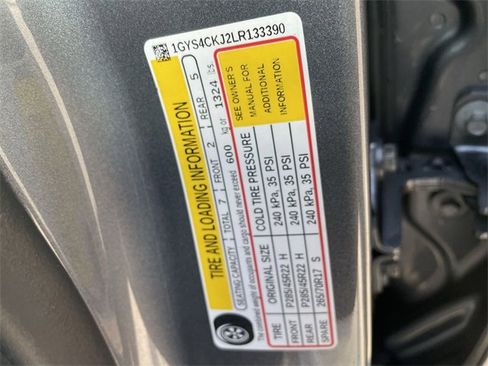 1GYS4CKJ2LR133390
TIRE AND LOADING INFORMATION
SEATING CAPACITY TOTAL 7 FRONT 2 REAR 5
The combined weight of occupants and cargo should never exceed 600 kg or 1324 lbs
TIRE ORIGINAL SIZE COLD TIRE PRESSURE
FRONT P285/45R22 H 240 kPa, 35 PSI
REAR P285/45R22 H 240 kPa, 35 PSI
SPARE 265/70R17 S 240 kPa, 35 PSI
SEE OWNER'S
MANUAL FOR
ADDITIONAL
INFORMATION